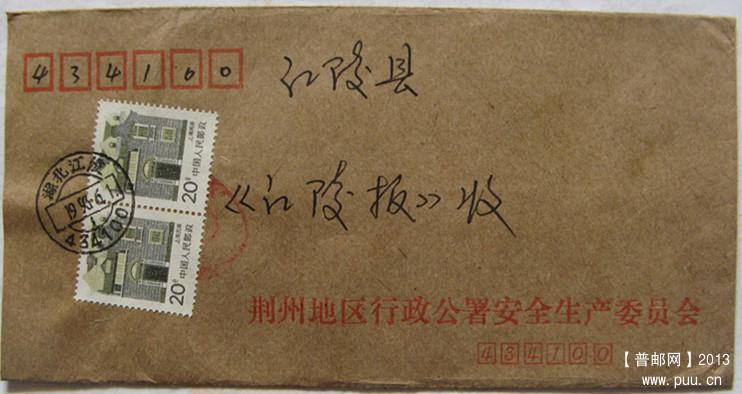 434100
江陵县
《江陵报》收
湖北江陵
434100
上海民居
中国人民邮政
20分
上海民居
中国人民邮政
20分
荆州地区行政公署安全生产委员会
434100
【普邮网】2013
www.puu.cn